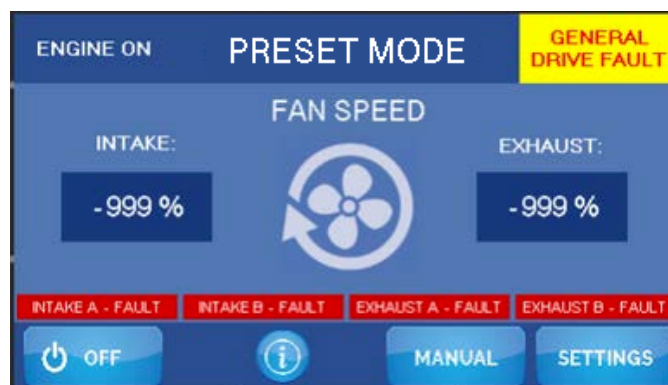 ENGINE ON
PRESET MODE
GENERAL
DRIVE FAULT
FAN SPEED
INTAKE:
EXHAUST:
-999 %
-999 %
INTAKE A - FAULT
INTAKE B - FAULT
EXHAUST A - FAULT
EXHAUST B - FAULT
OFF
i
MANUAL
SETTINGS